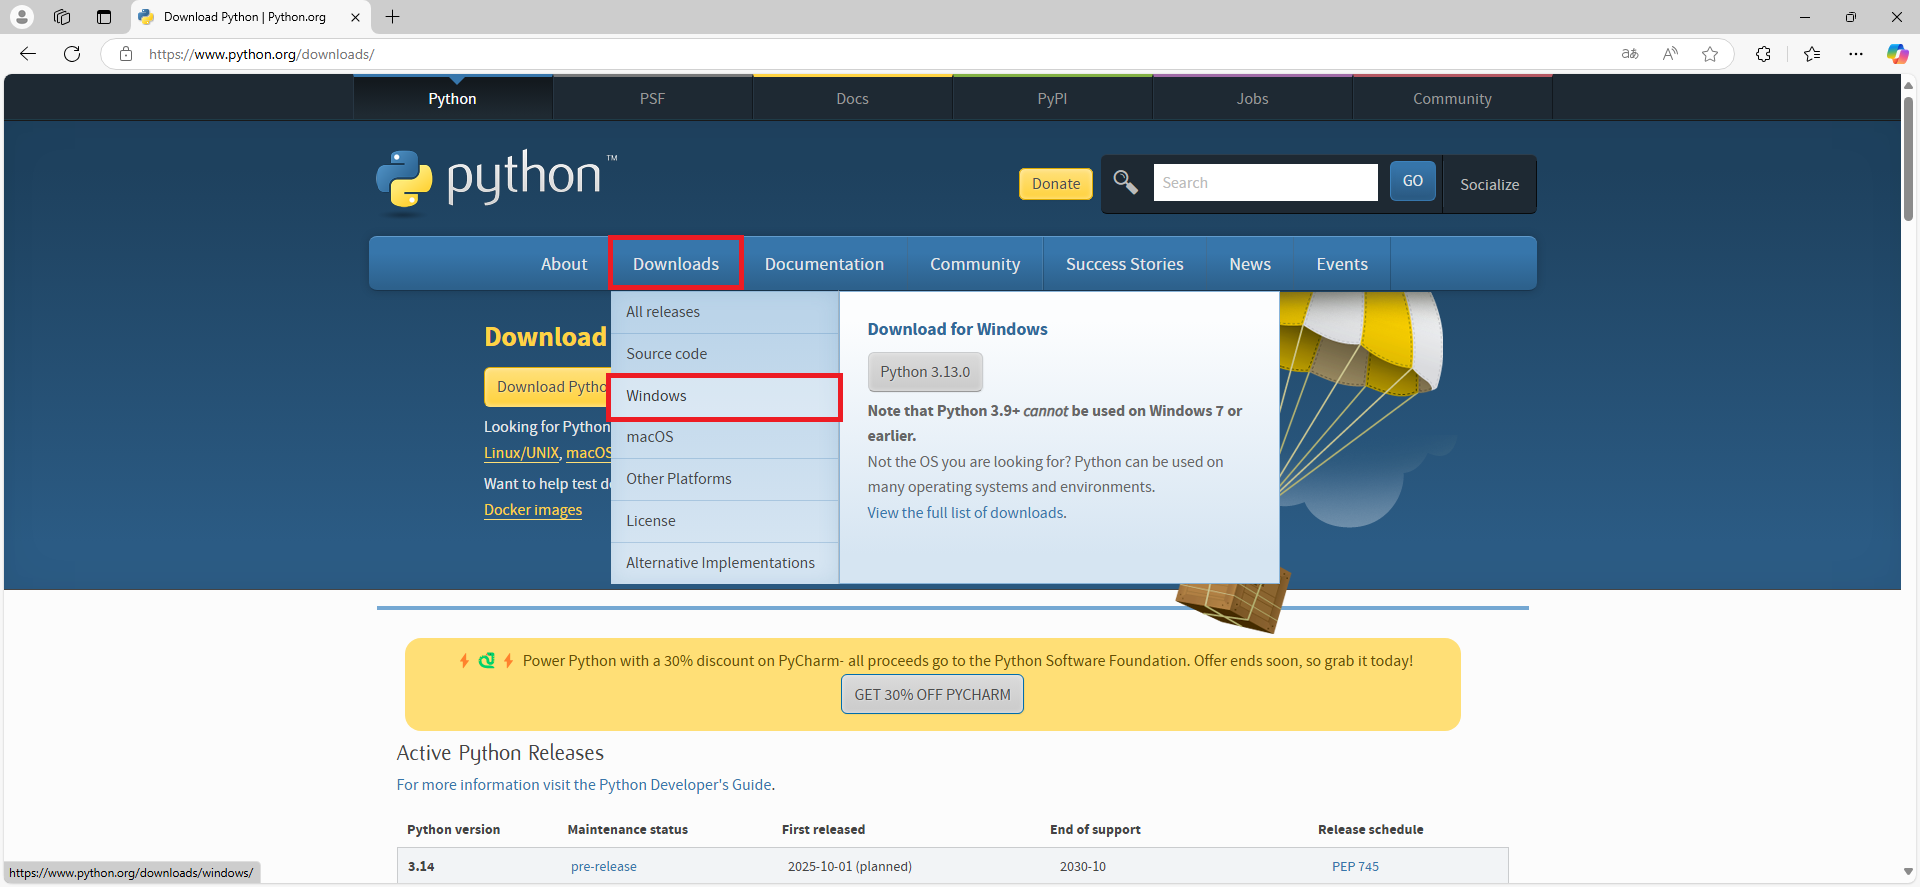 Download Python | Python.org
https://www.python.org/downloads/
Python
PSF
Docs
PyPI
Jobs
Community
python™
Donate
Search
GO
Socialize
About
Downloads
Documentation
Community
Success Stories
News
Events
All releases
Source code
Windows
macOS
Other Platforms
License
Alternative Implementations
Download for Windows
Python 3.13.0
Note that Python 3.9+ cannot be used on Windows 7 or
earlier.
Not the OS you are looking for? Python can be used on
many operating systems and environments.
View the full list of downloads.
Download
Download Pytho
Looking for Python
Linux/UNIX, macOS
Want to help test d
Docker images
Power Python with a 30% discount on PyCharm- all proceeds go to the Python Software Foundation. Offer ends soon, so grab it today!
GET 30% OFF PYCHARM
Active Python Releases
For more information visit the Python Developer's Guide.
Python version
Maintenance status
First released
End of support
Release schedule
3.14
pre-release
2025-10-01 (planned)
2030-10
PEP 745
https://www.python.org/downloads/windows/